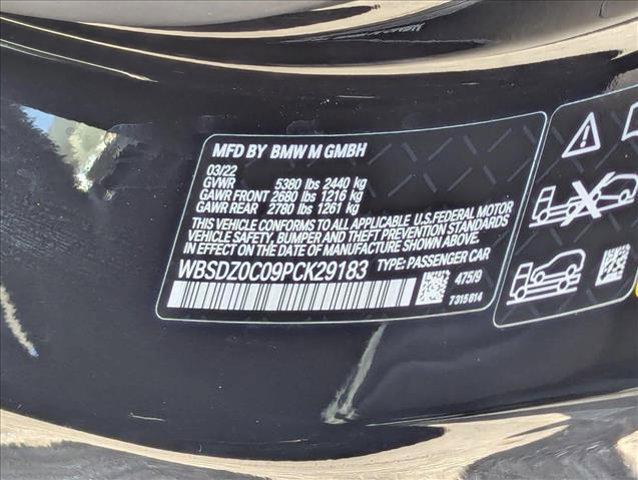 MFD BY BMW M GMBH
03/22
GVWR 5380 lbs 2440 kg
GAWR FRONT 2680 lbs 1216 kg
GAWR REAR 2780 lbs 1261 kg
THIS VEHICLE CONFORMS TO ALL APPLICABLE U.S.FEDERAL MOTOR
VEHICLE SAFETY, BUMPER AND THEFT PREVENTION STANDARDS
IN EFFECT ON THE DATE OF MANUFACTURE SHOWN ABOVE.
WBSDZ0C09PCK29183 TYPE: PASSENGER CAR
475/9
7315814